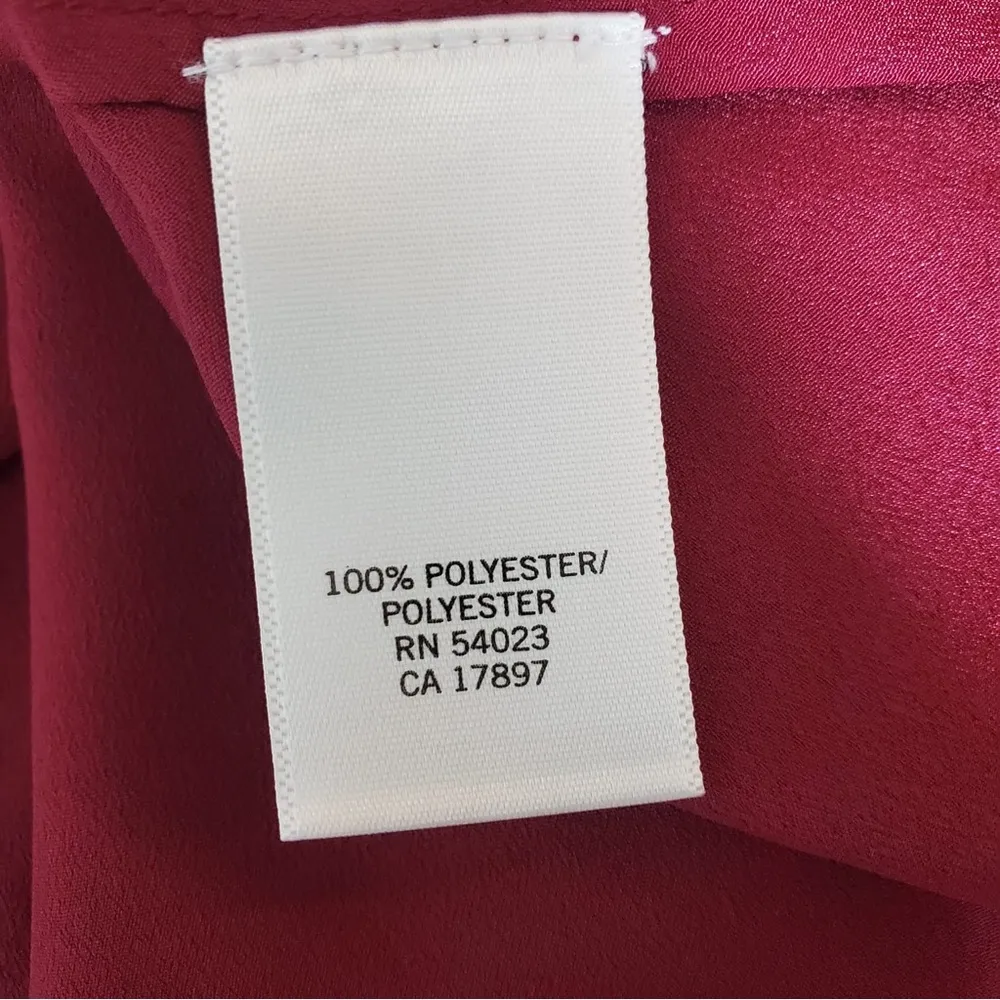 100% POLYESTER/
POLYESTER
RN 54023
CA 17897